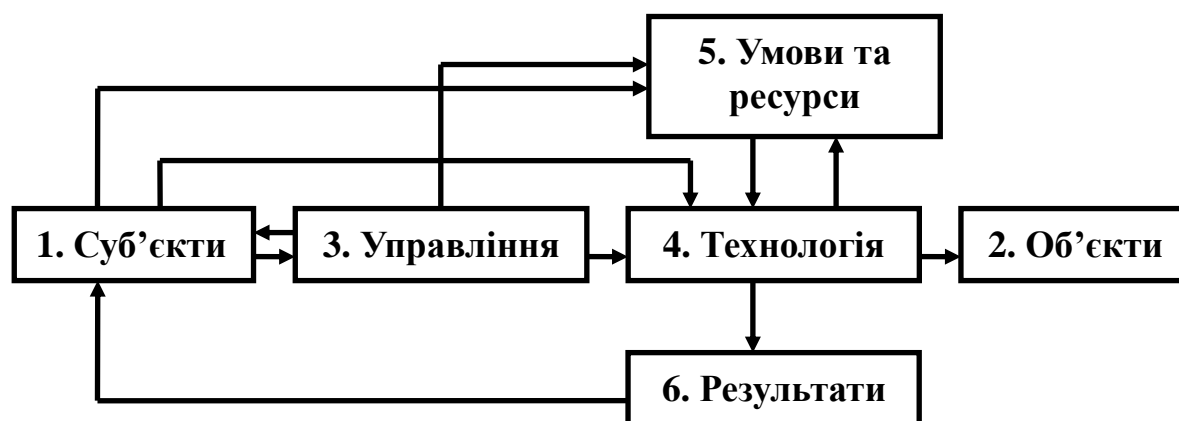 5. Умови та
ресурси
1. Суб’єкти
3. Управління
4. Технологія
2. Об’єкти
6. Результати